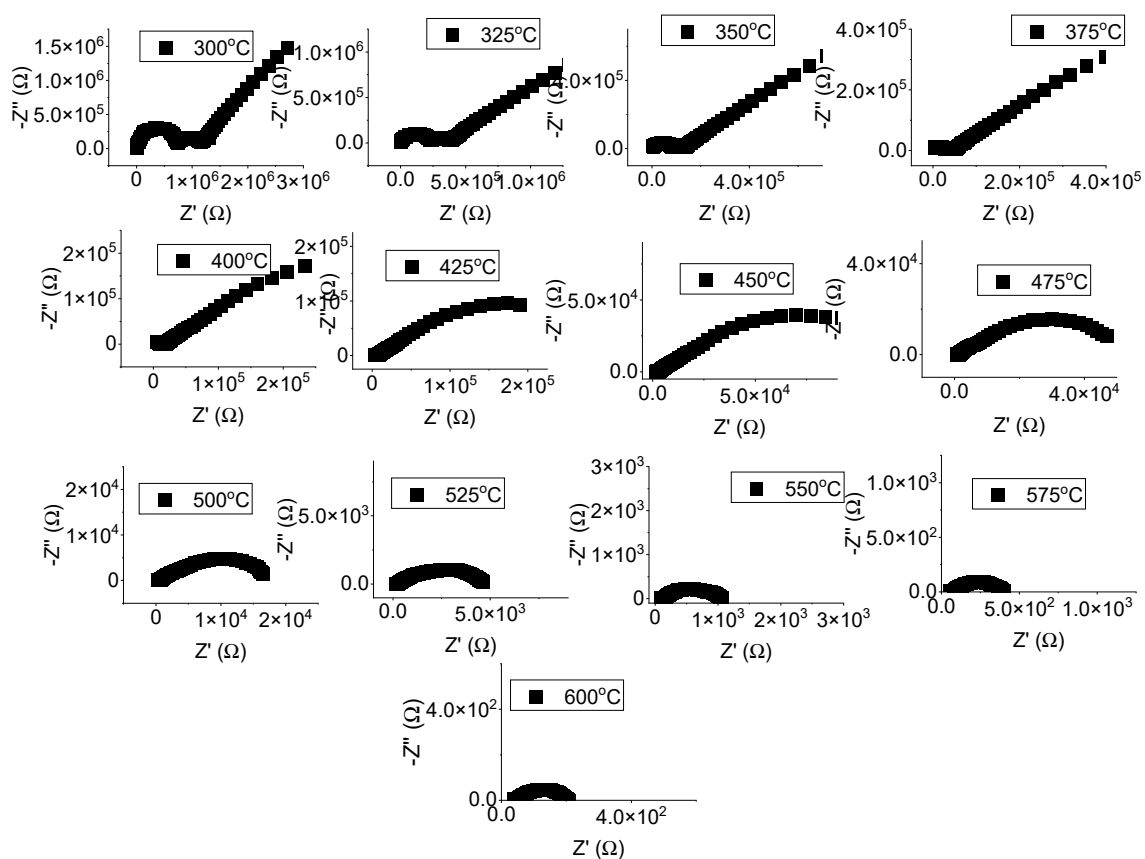 300°C
-Z'' (Ω)
1.5×10⁶
1.0×10⁶
5.0×10⁵
0.0
0 1×10⁶ 2×10⁶ 3×10⁶
Z' (Ω)
325°C
-Z'' (Ω)
1.0×10⁶
5.0×10⁵
0.0
0.0 5.0×10⁵ 1.0×10⁶
Z' (Ω)
350°C
-Z'' (Ω)
4.0×10⁵
0.0
0.0 4.0×10⁵
Z' (Ω)
375°C
4.0×10⁵
2.0×10⁵
0.0
0.0 2.0×10⁵ 4.0×10⁵
Z' (Ω)
400°C
-Z'' (Ω)
2×10⁵
1×10⁵
0
0 1×10⁵ 2×10⁵
Z' (Ω)
425°C
-Z'' (Ω)
2×10⁵
1×10⁵
0
0 1×10⁵ 2×10⁵
Z' (Ω)
450°C
-Z'' (Ω)
5.0×10⁴
0.0
0.0 5.0×10⁴
Z' (Ω)
475°C
-Z'' (Ω)
4.0×10⁴
0.0
0.0 4.0×10⁴
Z' (Ω)
500°C
-Z'' (Ω)
2×10⁴
1×10⁴
0
0 1×10⁴ 2×10⁴
Z' (Ω)
525°C
-Z'' (Ω)
5.0×10³
0.0
0.0 5.0×10³
Z' (Ω)
550°C
-Z'' (Ω)
3×10³
2×10³
1×10³
0
0 1×10³ 2×10³ 3×10³
Z' (Ω)
575°C
-Z'' (Ω)
1.0×10³
5.0×10²
0.0
0.0 5.0×10² 1.0×10³
Z' (Ω)
600°C
-Z'' (Ω)
4.0×10²
0.0
0.0 4.0×10²
Z' (Ω)